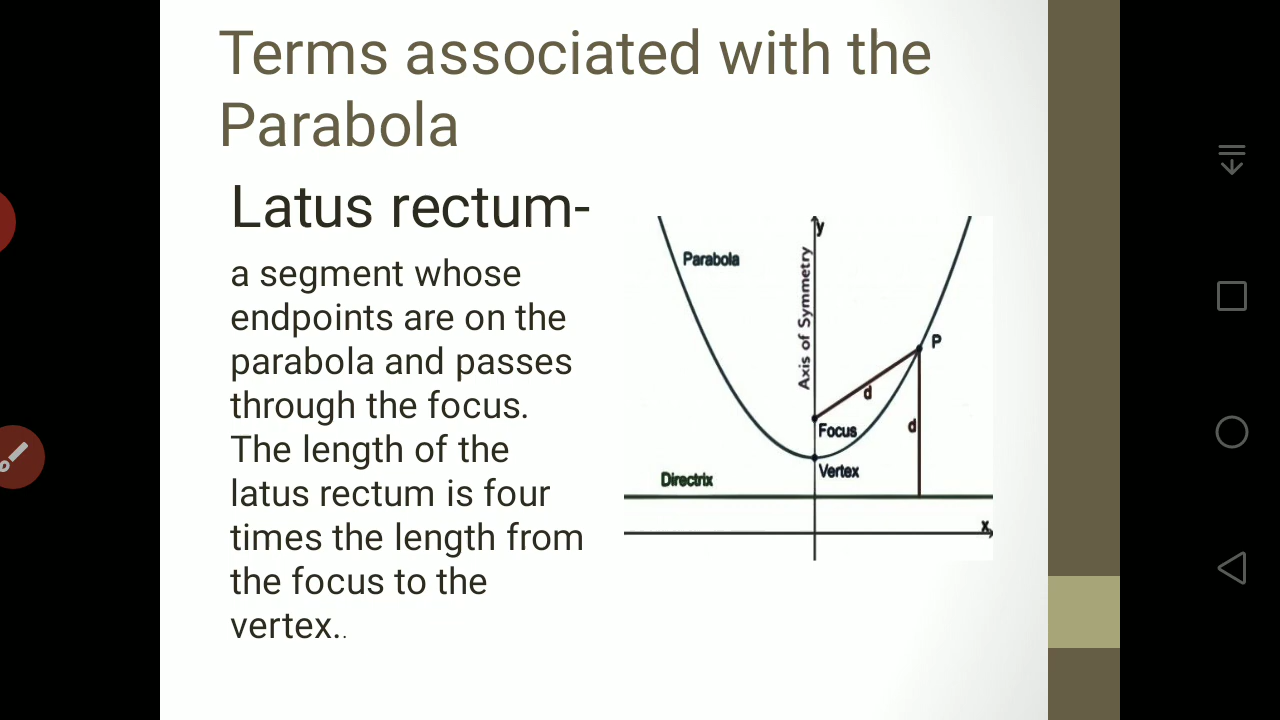 Terms associated with the
Parabola
Latus rectum-
a segment whose
endpoints are on the
parabola and passes
through the focus.
The length of the
latus rectum is four
times the length from
the focus to the
vertex..
y
Parabola
Axis of Symmetry
P
d
d
Focus
Vertex
Directrix
x